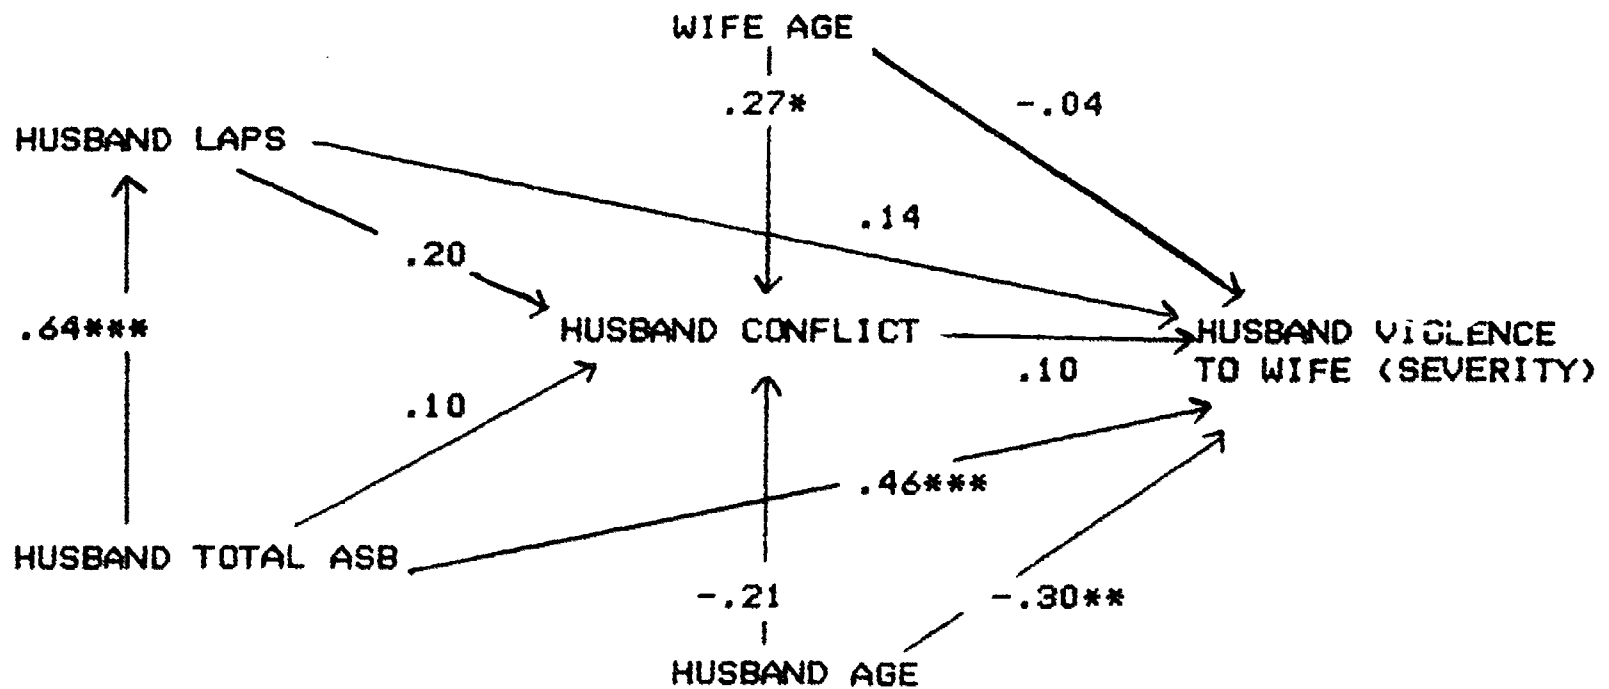 WIFE AGE
.27*
-.04
HUSBAND LAPS
.14
.20
.64***
HUSBAND CONFLICT
HUSBAND VIOLENCE
TO WIFE (SEVERITY)
.10
.10
.46***
HUSBAND TOTAL ASB
-.21
-.30**
HUSBAND AGE